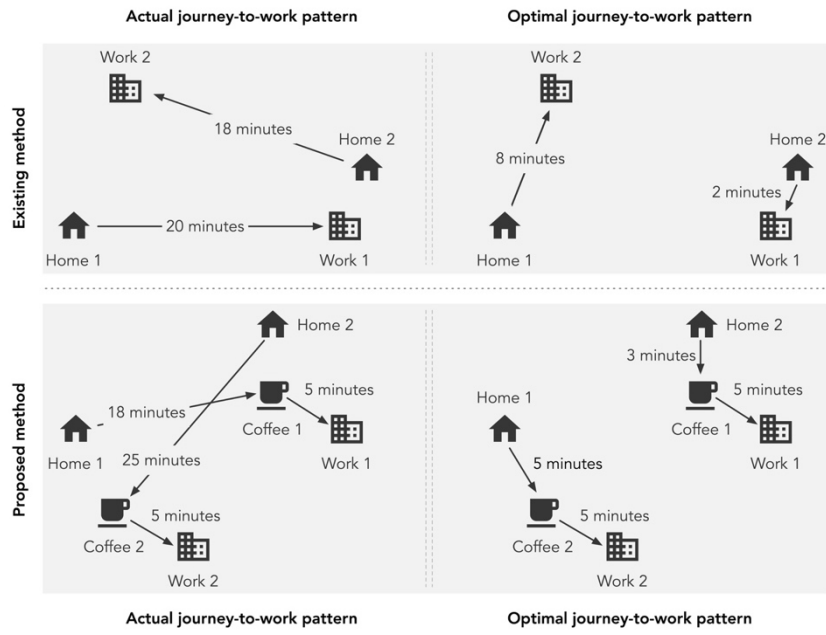 Actual journey-to-work pattern
Optimal journey-to-work pattern
Existing method
Work 2
18 minutes
Home 2
20 minutes
Home 1
Work 1
Work 2
8 minutes
Home 2
2 minutes
Home 1
Work 1
Proposed method
Home 2
5 minutes
18 minutes
Coffee 1
Home 1
25 minutes
Work 1
5 minutes
Coffee 2
Work 2
Home 2
3 minutes
5 minutes
Home 1
Coffee 1
Work 1
5 minutes
5 minutes
Coffee 2
Work 2
Actual journey-to-work pattern
Optimal journey-to-work pattern